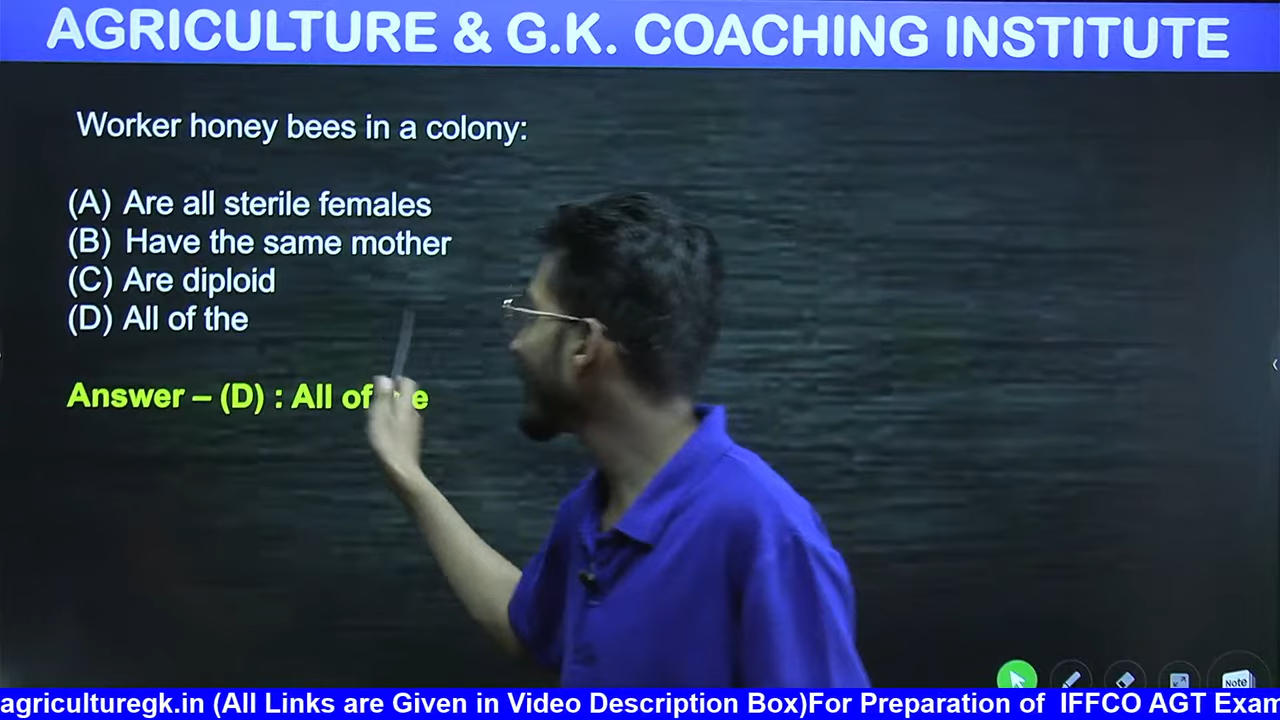 AGRICULTURE & G.K. COACHING INSTITUTE
Worker honey bees in a colony:
(A) Are all sterile females
(B) Have the same mother
(C) Are diploid
(D) All of the
Answer – (D) : All of
Note
agriculturegk.in (All Links are Given in Video Description Box)For Preparation of IFFCO AGT Exam